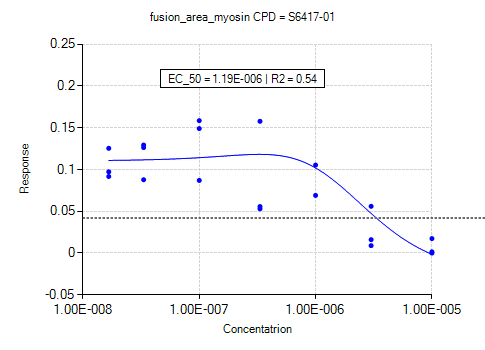 fusion_area_myosin CPD = S6417-01
0.25
EC_50 = 1.19E-006 | R2 = 0.54
0.2
0.15
0.1
0.05
0
-0.05
Response
1.00E-008 1.00E-007 1.00E-006 1.00E-005
Concentatrion